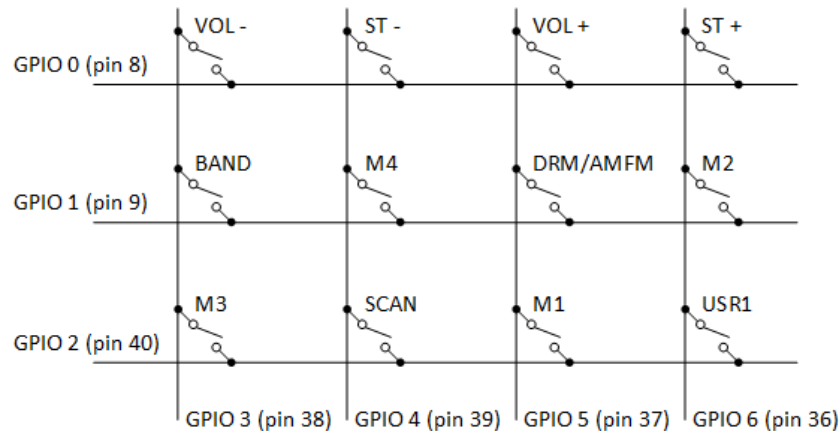 VOL - ST - VOL + ST +
GPIO 0 (pin 8)
BAND M4 DRM/AMFM M2
GPIO 1 (pin 9)
M3 SCAN M1 USR1
GPIO 2 (pin 40)
GPIO 3 (pin 38) GPIO 4 (pin 39) GPIO 5 (pin 37) GPIO 6 (pin 36)